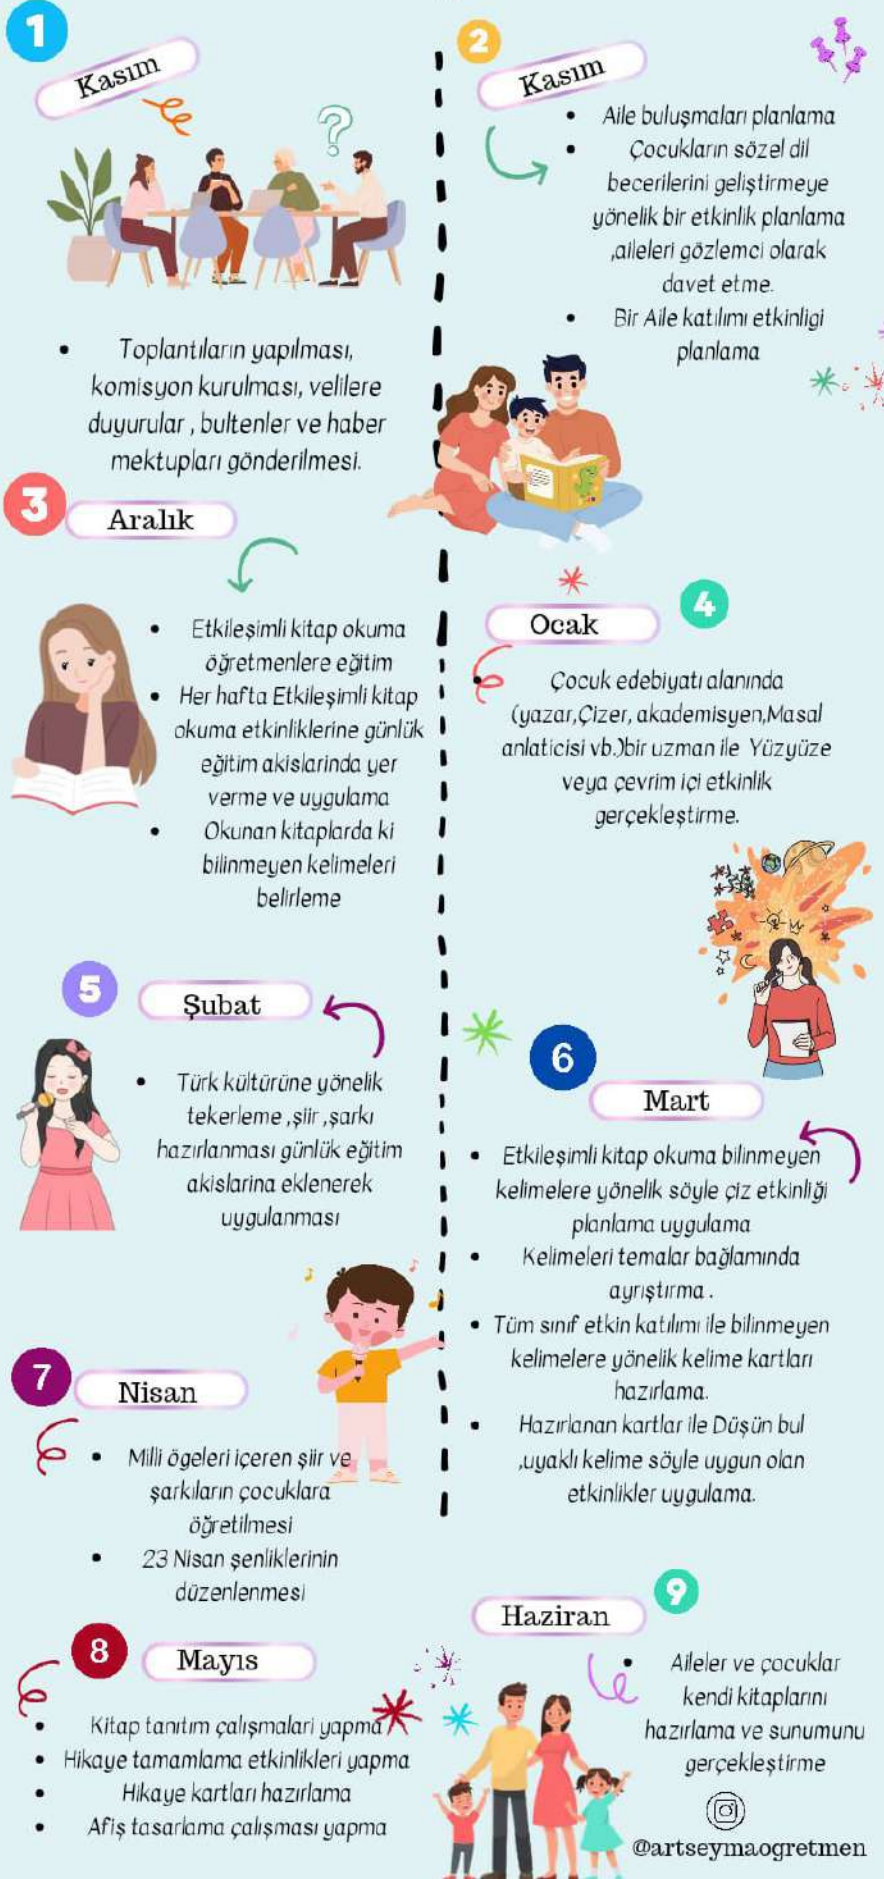 1
Kasım
Toplantıların yapılması,
komisyon kurulması, velilere
duyurular , bultenler ve haber
mektupları gönderilmesi.
2
Kasım
Aile buluşmaları planlama
Çocukların sözel dil
becerilerini geliştirmeye
yönelik bir etkinlik planlama
,aileleri gözlemci olarak
davet etme.
Bir Aile katılımı etkinligi
planlama
3
Aralık
Etkileşimli kitap okuma
öğretmenlere eğitim
Her hafta Etkileşimli kitap
okuma etkinliklerine günlük
eğitim akislarinda yer
verme ve uygulama
Okunan kitaplarda ki
bilinmeyen kelimeleri
belirleme
4
Ocak
Çocuk edebiyatı alanında
(yazar,Çizer, akademisyen,Masal
anlaticisi vb.)bir uzman ile Yüzyüze
veya çevrim içi etkinlik
gerçekleştirme.
5
Şubat
Türk kültürüne yönelik
tekerleme ,şiir ,şarkı
hazırlanması günlük eğitim
akislarina eklenerek
uygulanması
6
Mart
Etkileşimli kitap okuma bilinmeyen
kelimelere yönelik söyle çiz etkinliği
planlama uygulama
Kelimeleri temalar bağlamında
ayrıştırma .
Tüm sınıf etkin katılımı ile bilinmeyen
kelimelere yönelik kelime kartları
hazırlama.
Hazırlanan kartlar ile Düşün bul
,uyaklı kelime söyle uygun olan
etkinlikler uygulama.
7
Nisan
Milli ögeleri içeren şiir ve
şarkıların çocuklara
öğretilmesi
23 Nisan şenliklerinin
düzenlenmesi
8
Mayıs
Kitap tanıtım çalışmalari yapma
Hikaye tamamlama etkinlikleri yapma
Hikaye kartları hazırlama
Afiş tasarlama çalışması yapma
9
Haziran
Aileler ve çocuklar
kendi kitaplarını
hazırlama ve sunumunu
gerçekleştirme
@artseymaogretmen